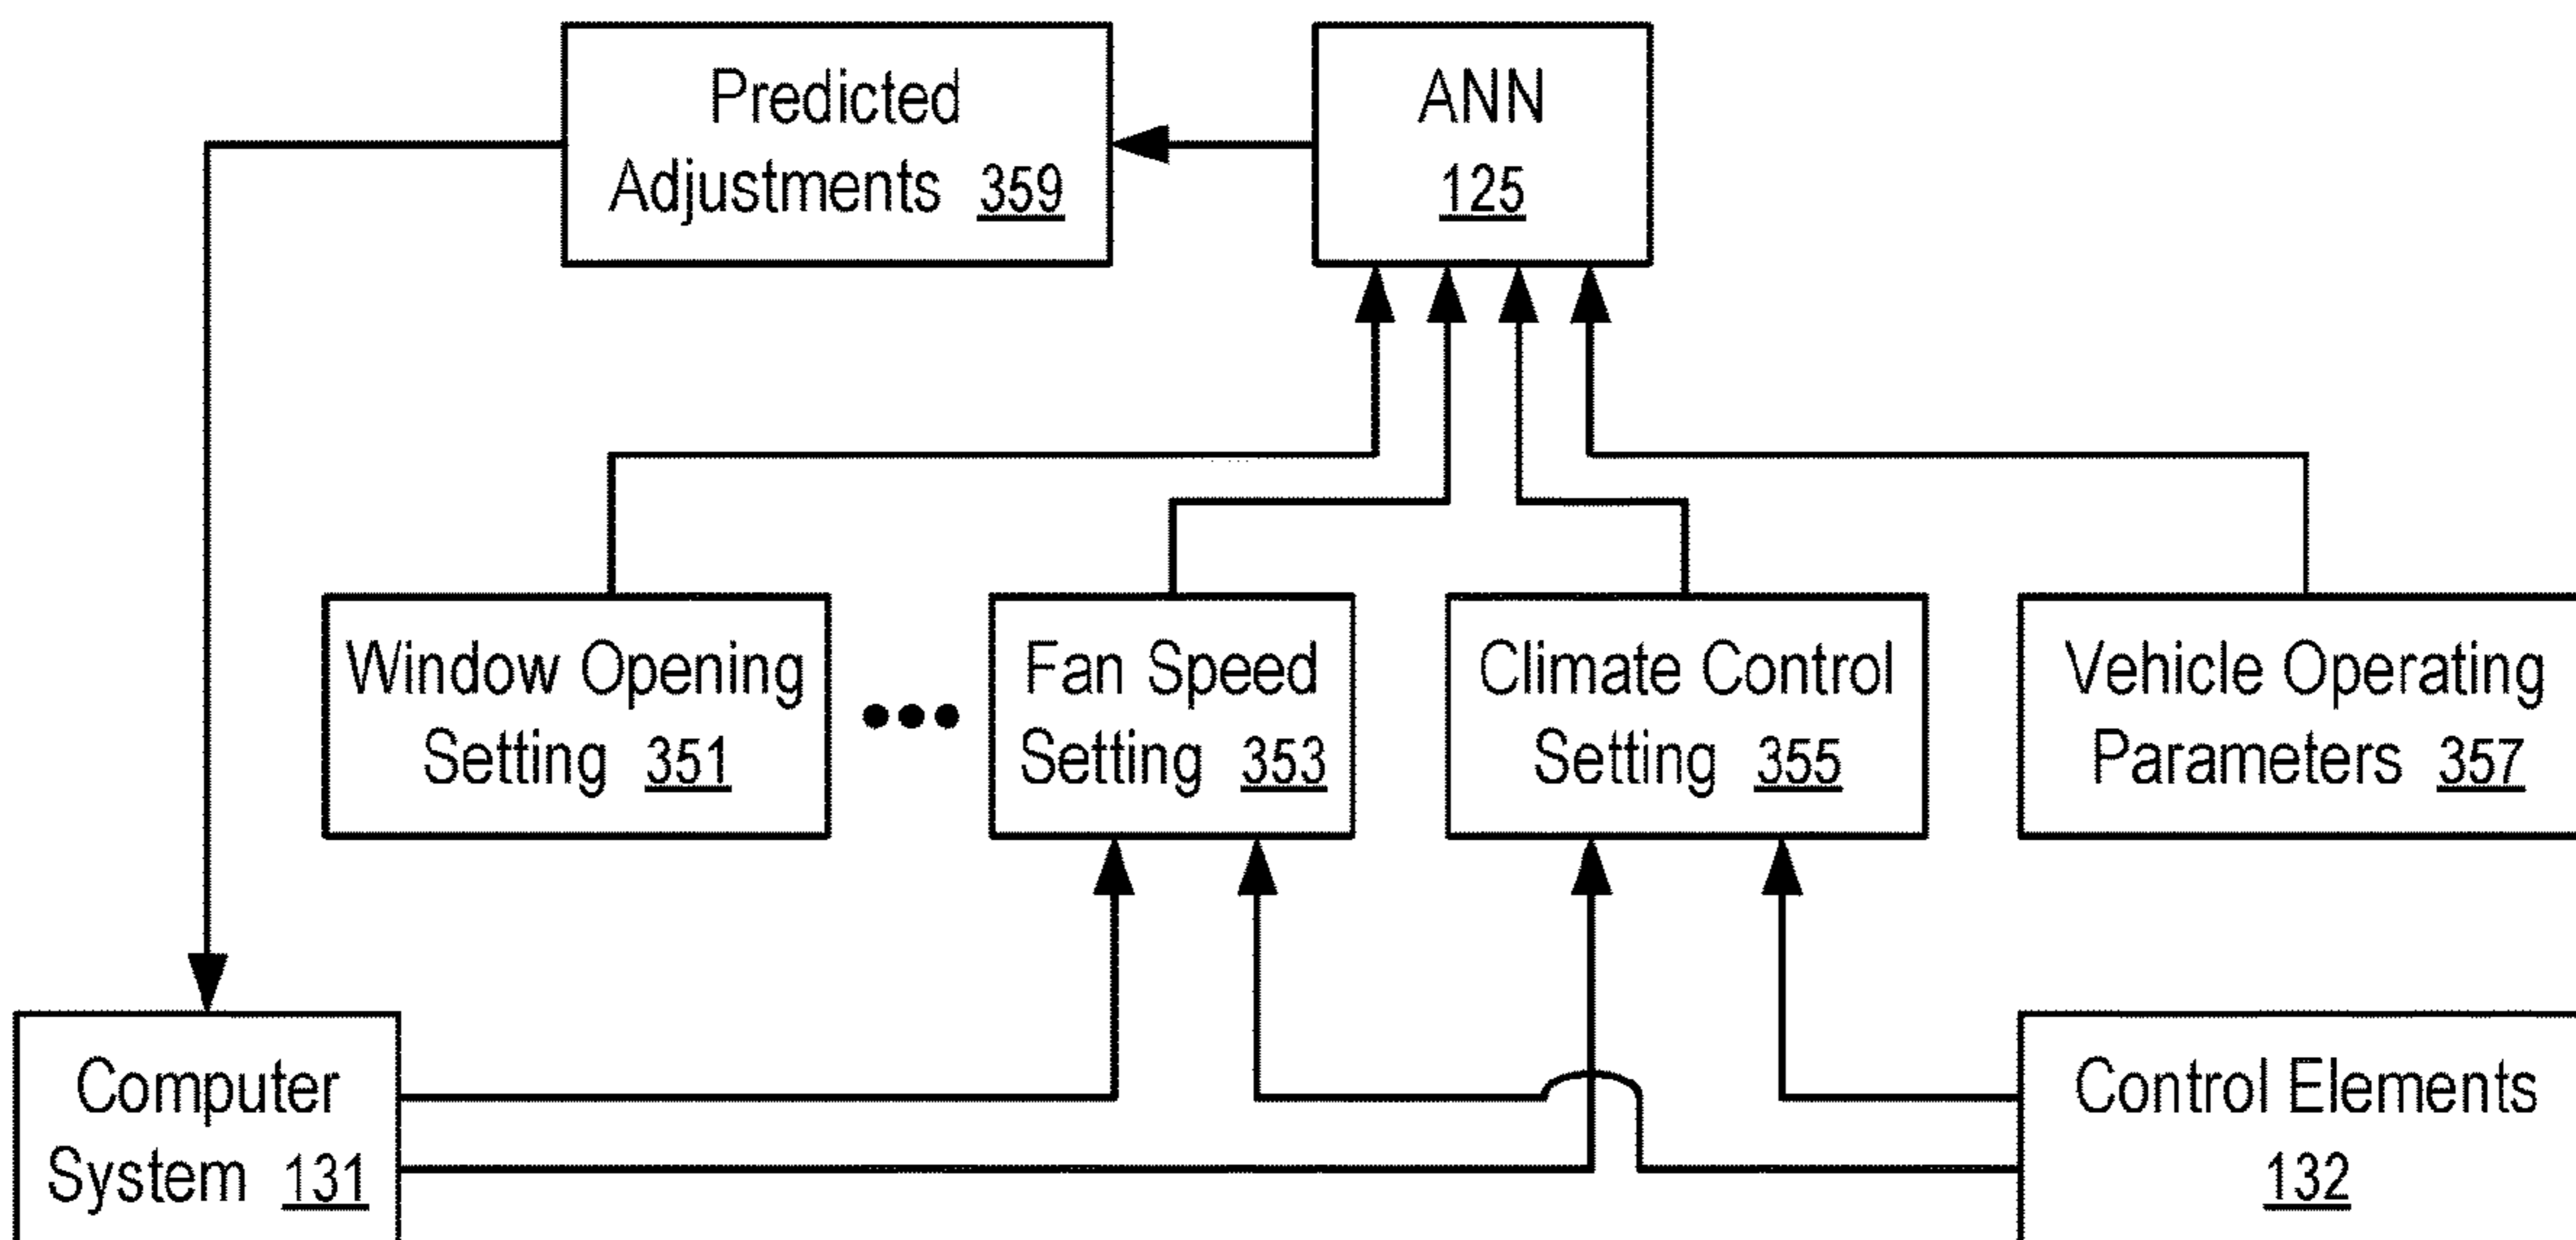 Predicted
Adjustments 359
ANN
125
Window Opening
Setting 351
Fan Speed
Setting 353
Climate Control
Setting 355
Vehicle Operating
Parameters 357
Computer
System 131
Control Elements
132